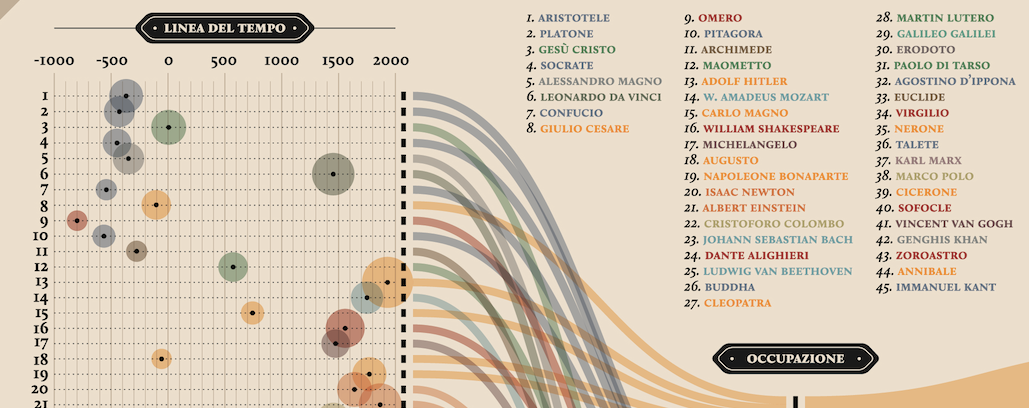 LINEA DEL TEMPO
-1000 -500 0 500 1000 1500 2000
1
2
3
4
5
6
7
8
9
10
11
12
13
14
15
16
17
18
19
20
21
1. ARISTOTELE
2. PLATONE
3. GESÙ CRISTO
4. SOCRATE
5. ALESSANDRO MAGNO
6. LEONARDO DA VINCI
7. CONFUCIO
8. GIULIO CESARE
9. OMERO
10. PITAGORA
11. ARCHIMEDE
12. MAOMETTO
13. ADOLF HITLER
14. W. AMADEUS MOZART
15. CARLO MAGNO
16. WILLIAM SHAKESPEARE
17. MICHELANGELO
18. AUGUSTO
19. NAPOLEONE BONAPARTE
20. ISAAC NEWTON
21. ALBERT EINSTEIN
22. CRISTOFORO COLOMBO
23. JOHANN SEBASTIAN BACH
24. DANTE ALIGHIERI
25. LUDWIG VAN BEETHOVEN
26. BUDDHA
27. CLEOPATRA
28. MARTIN LUTERO
29. GALILEO GALILEI
30. ERODOTO
31. PAOLO DI TARSO
32. AGOSTINO D'IPPONA
33. EUCLIDE
34. VIRGILIO
35. NERONE
36. TALETE
37. KARL MARX
38. MARCO POLO
39. CICERONE
40. SOFOCLE
41. VINCENT VAN GOGH
42. GENGHIS KHAN
43. ZOROASTRO
44. ANNIBALE
45. IMMANUEL KANT
OCCUPAZIONE